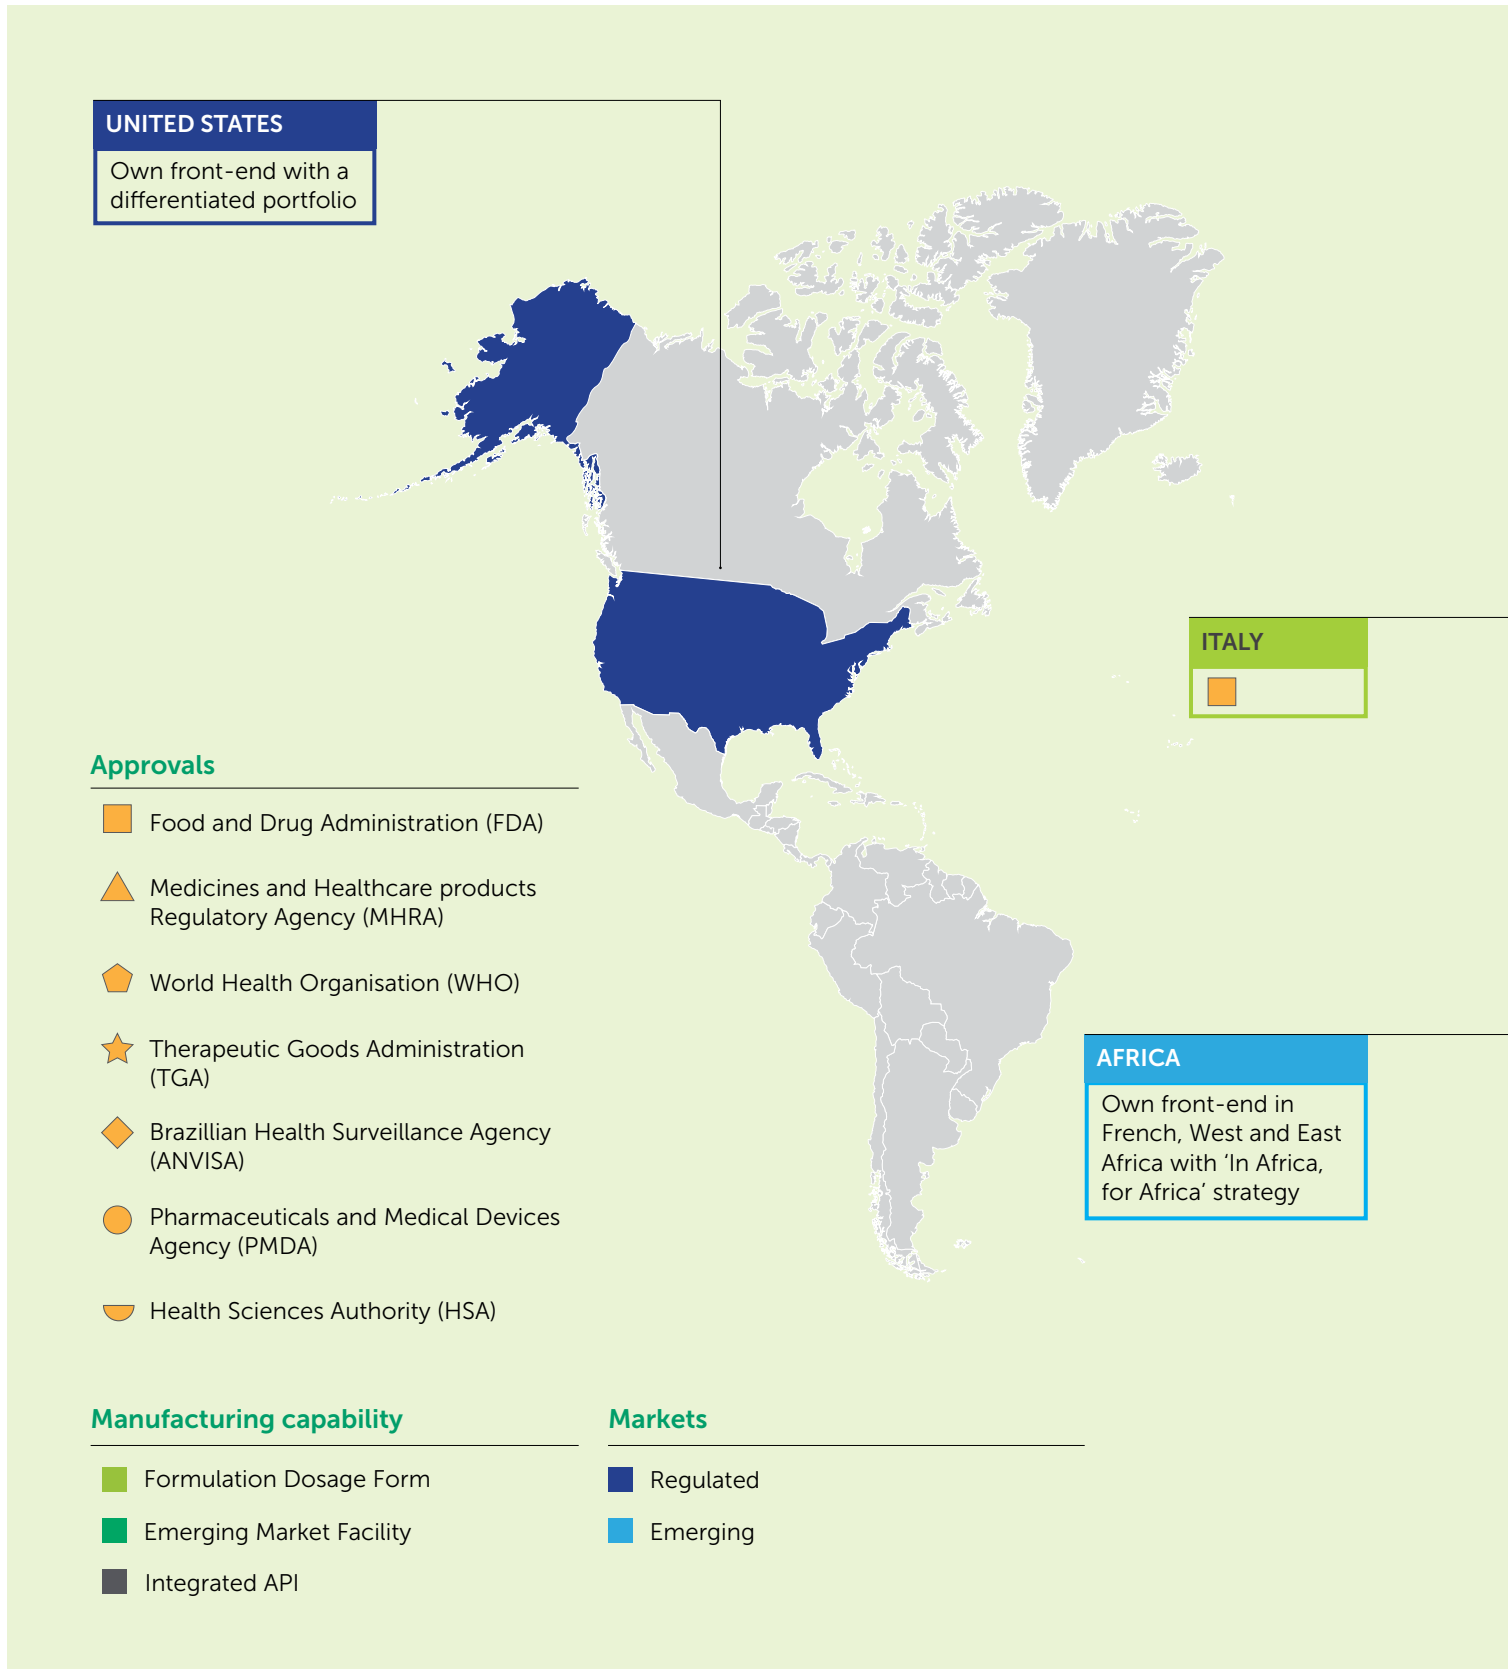 UNITED STATES
Own front-end with a
differentiated portfolio
ITALY
Approvals
Food and Drug Administration (FDA)
Medicines and Healthcare products
Regulatory Agency (MHRA)
World Health Organisation (WHO)
Therapeutic Goods Administration
(TGA)
Brazillian Health Surveillance Agency
(ANVISA)
Pharmaceuticals and Medical Devices
Agency (PMDA)
Health Sciences Authority (HSA)
AFRICA
Own front-end in
French, West and East
Africa with ‘In Africa,
for Africa’ strategy
Manufacturing capability
Formulation Dosage Form
Emerging Market Facility
Integrated API
Markets
Regulated
Emerging